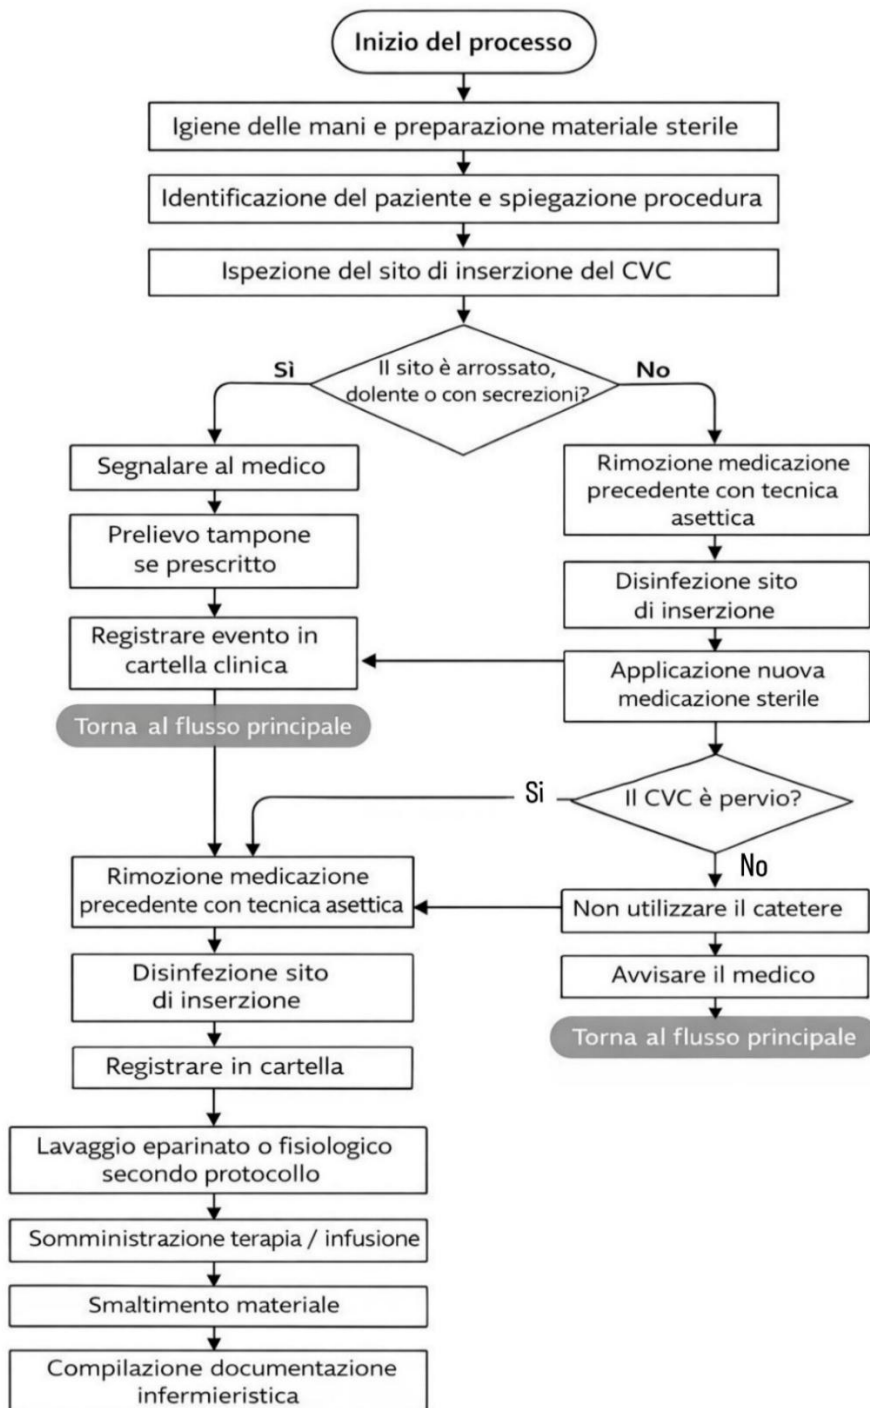 Inizio del processo
Igiene delle mani e preparazione materiale sterile
Identificazione del paziente e spiegazione procedura
Ispezione del sito di inserzione del CVC
Il sito è arrossato,
dolente o con secrezioni?
Sì
No
Segnalare al medico
Prelievo tampone
se prescritto
Registrare evento in
cartella clinica
Torna al flusso principale
Rimozione medicazione
precedente con tecnica
asettica
Disinfezione sito
di inserzione
Applicazione nuova
medicazione sterile
Il CVC è pervio?
Si
No
Non utilizzare il catetere
Avvisare il medico
Torna al flusso principale
Rimozione medicazione
precedente con tecnica asettica
Disinfezione sito
di inserzione
Registrare in cartella
Lavaggio eparinato o fisiologico
secondo protocollo
Somministrazione terapia / infusione
Smaltimento materiale
Compilazione documentazione
infermieristica